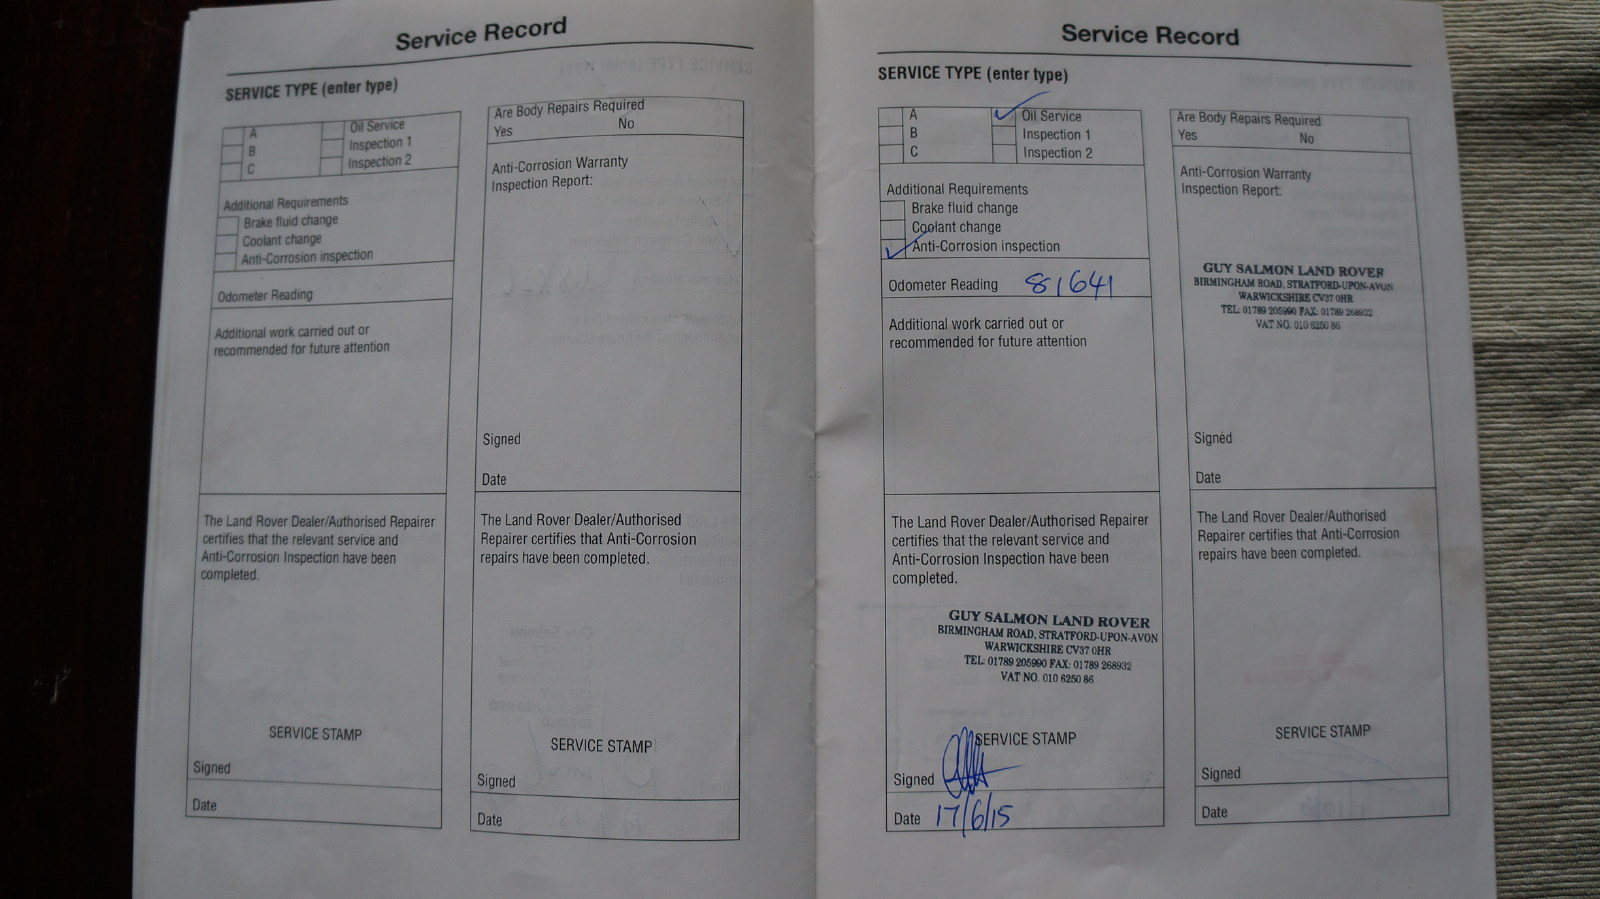 Service Record
SERVICE TYPE (enter type)
A
B
C
Oil Service
Inspection 1
Inspection 2
Additional Requirements
Brake fluid change
Coolant change
Anti-Corrosion inspection
Odometer Reading
Additional work carried out or
recommended for future attention
The Land Rover Dealer/Authorised Repairer
certifies that the relevant service and
Anti-Corrosion Inspection have been
completed.
SERVICE STAMP
Signed
Date
Are Body Repairs Required
Yes No
Anti-Corrosion Warranty
Inspection Report:
Signed
Date
The Land Rover Dealer/Authorised
Repairer certifies that Anti-Corrosion
repairs have been completed.
SERVICE STAMP
Signed
Date
Service Record
SERVICE TYPE (enter type)
A
B
C
Oil Service
Inspection 1
Inspection 2
Additional Requirements
Brake fluid change
Coolant change
Anti-Corrosion inspection
Odometer Reading 81641
Additional work carried out or
recommended for future attention
The Land Rover Dealer/Authorised Repairer
certifies that the relevant service and
Anti-Corrosion Inspection have been
completed.
GUY SALMON LAND ROVER
BIRMINGHAM ROAD, STRATFORD-UPON-AVON
WARWICKSHIRE CV37 0HR
TEL: 01789 205990 FAX: 01789 268932
VAT NO. 010 6250 86
SERVICE STAMP
Signed
Date 17/6/15
Are Body Repairs Required
Yes No
Anti-Corrosion Warranty
Inspection Report:
GUY SALMON LAND ROVER
BIRMINGHAM ROAD, STRATFORD-UPON-AVON
WARWICKSHIRE CV37 0HR
TEL: 01789 205990 FAX: 01789 268932
VAT NO. 010 6250 86
Signed
Date
The Land Rover Dealer/Authorised
Repairer certifies that Anti-Corrosion
repairs have been completed.
SERVICE STAMP
Signed
Date